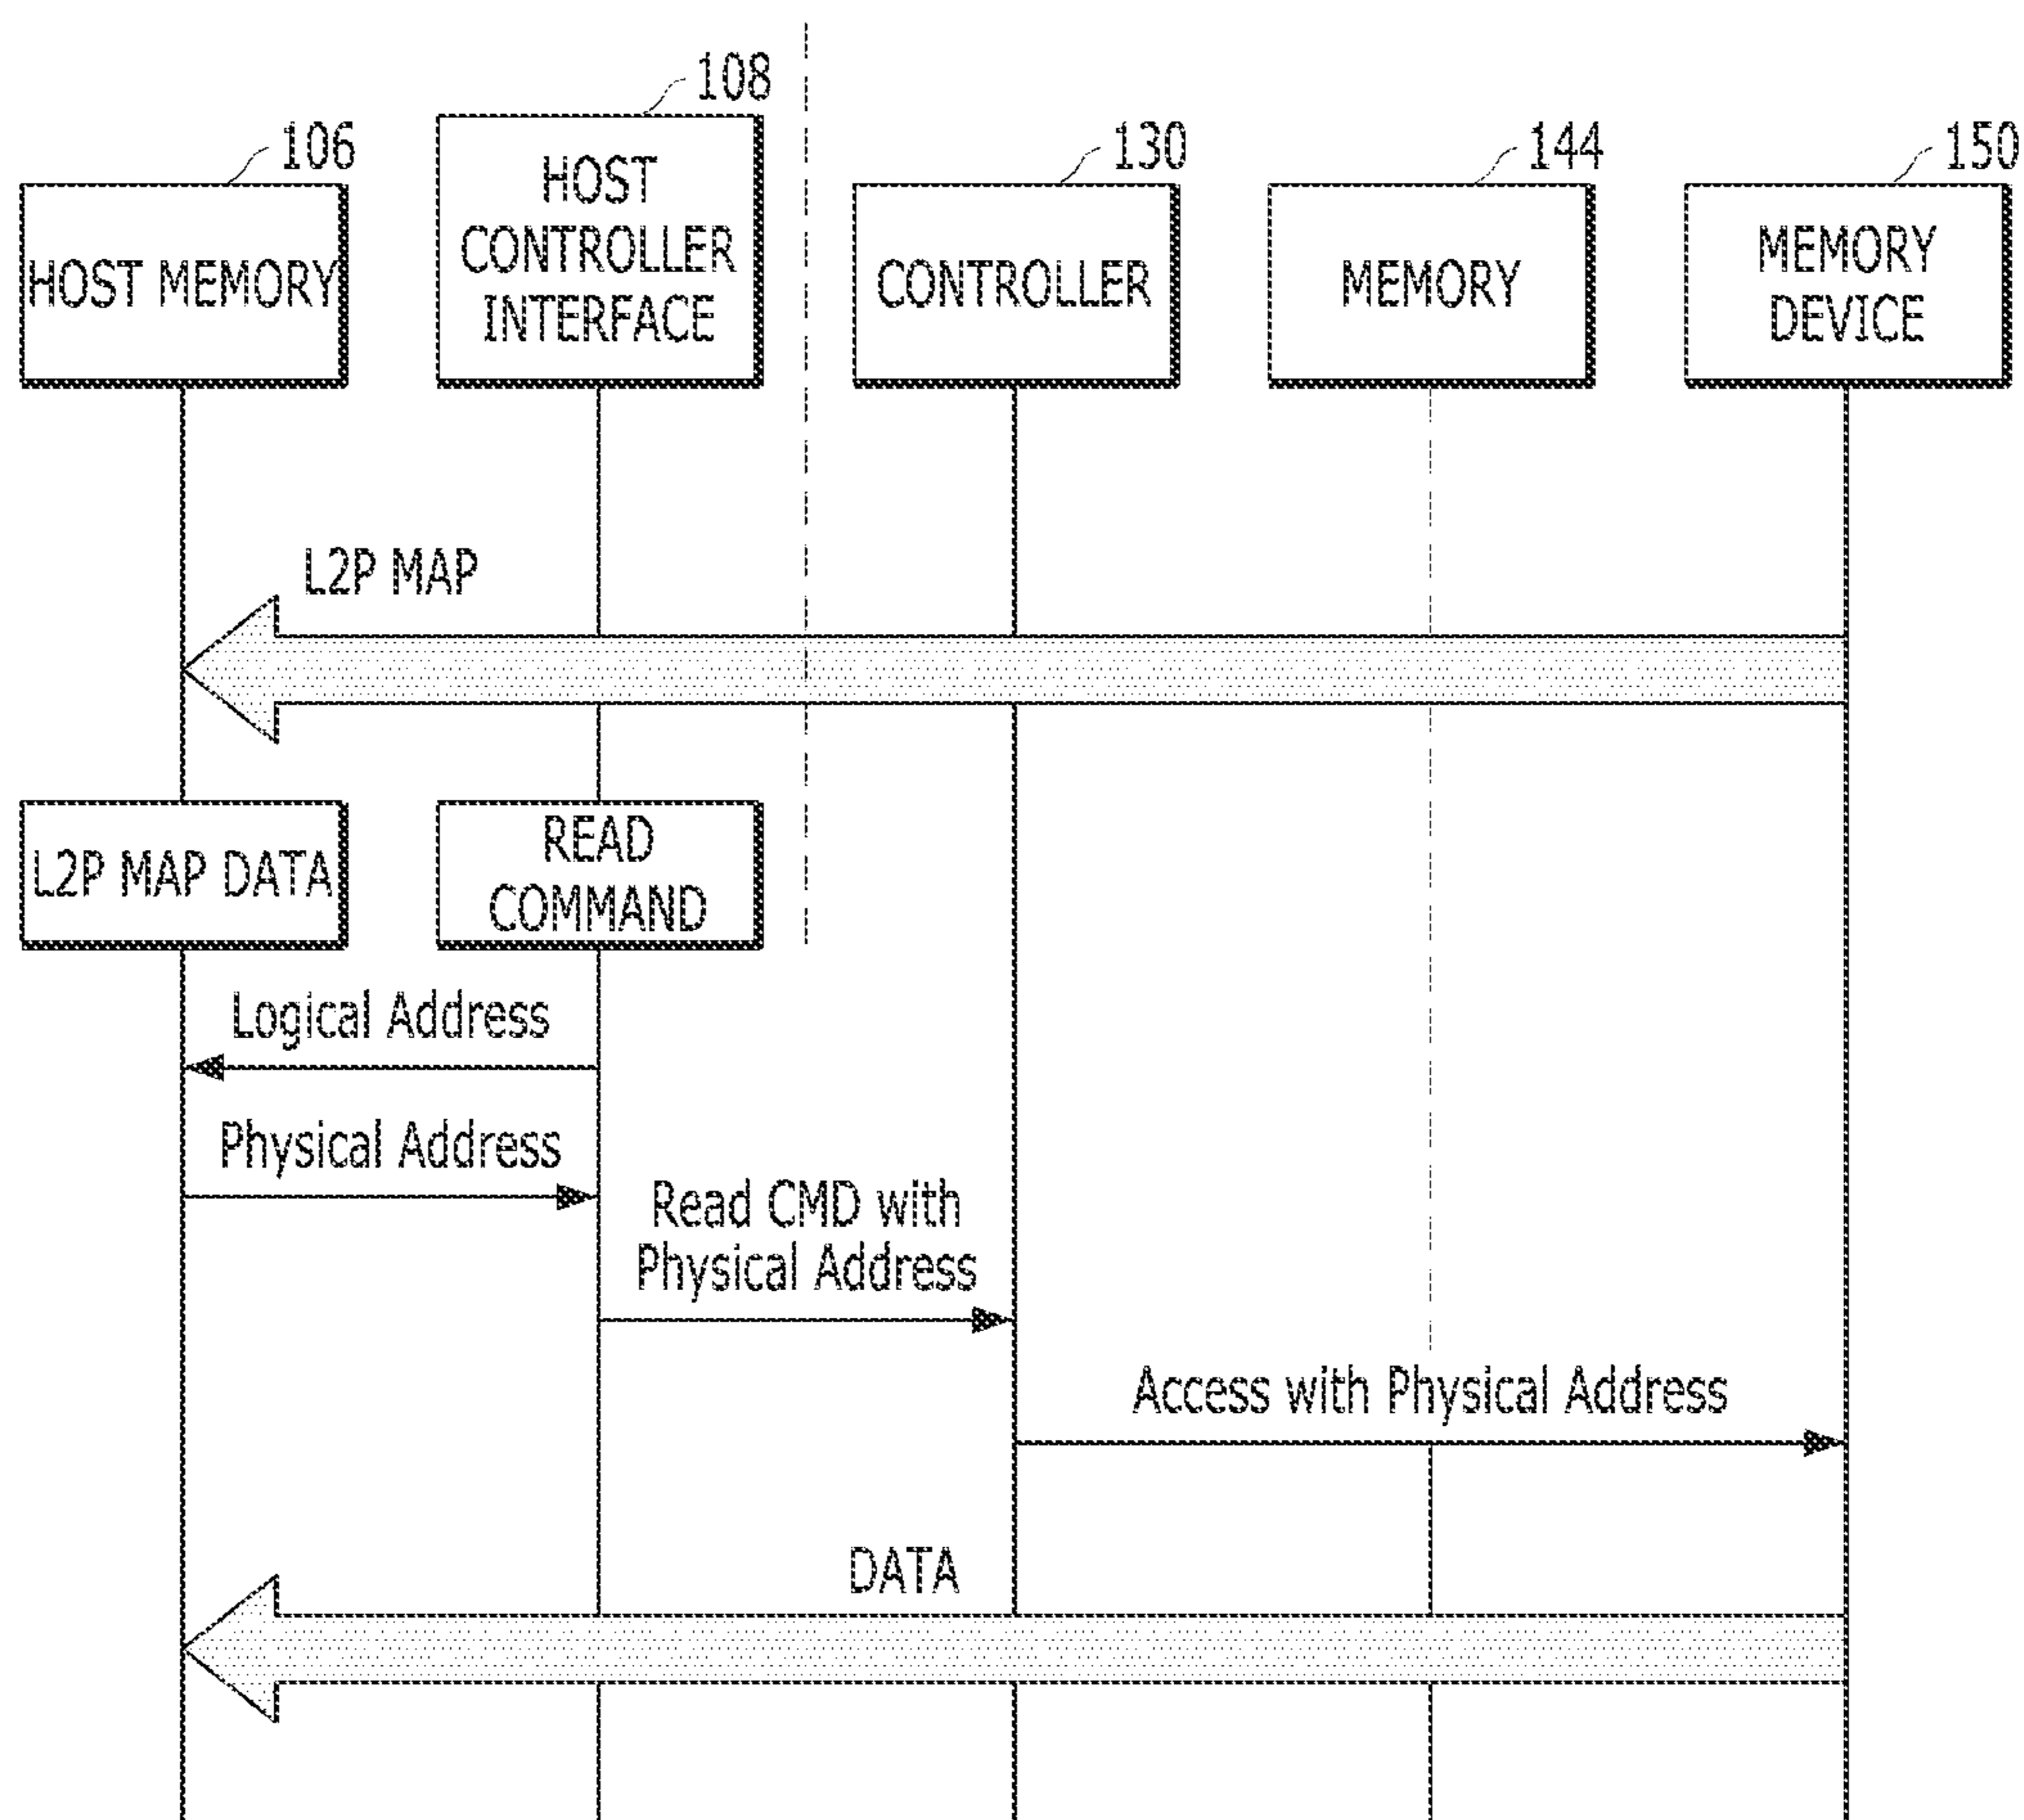 108
106
130
144
150
HOST MEMORY
HOST
CONTROLLER
INTERFACE
CONTROLLER
MEMORY
MEMORY
DEVICE
L2P MAP
L2P MAP DATA
READ
COMMAND
Logical Address
Physical Address
Read CMD with
Physical Address
Access with Physical Address
DATA